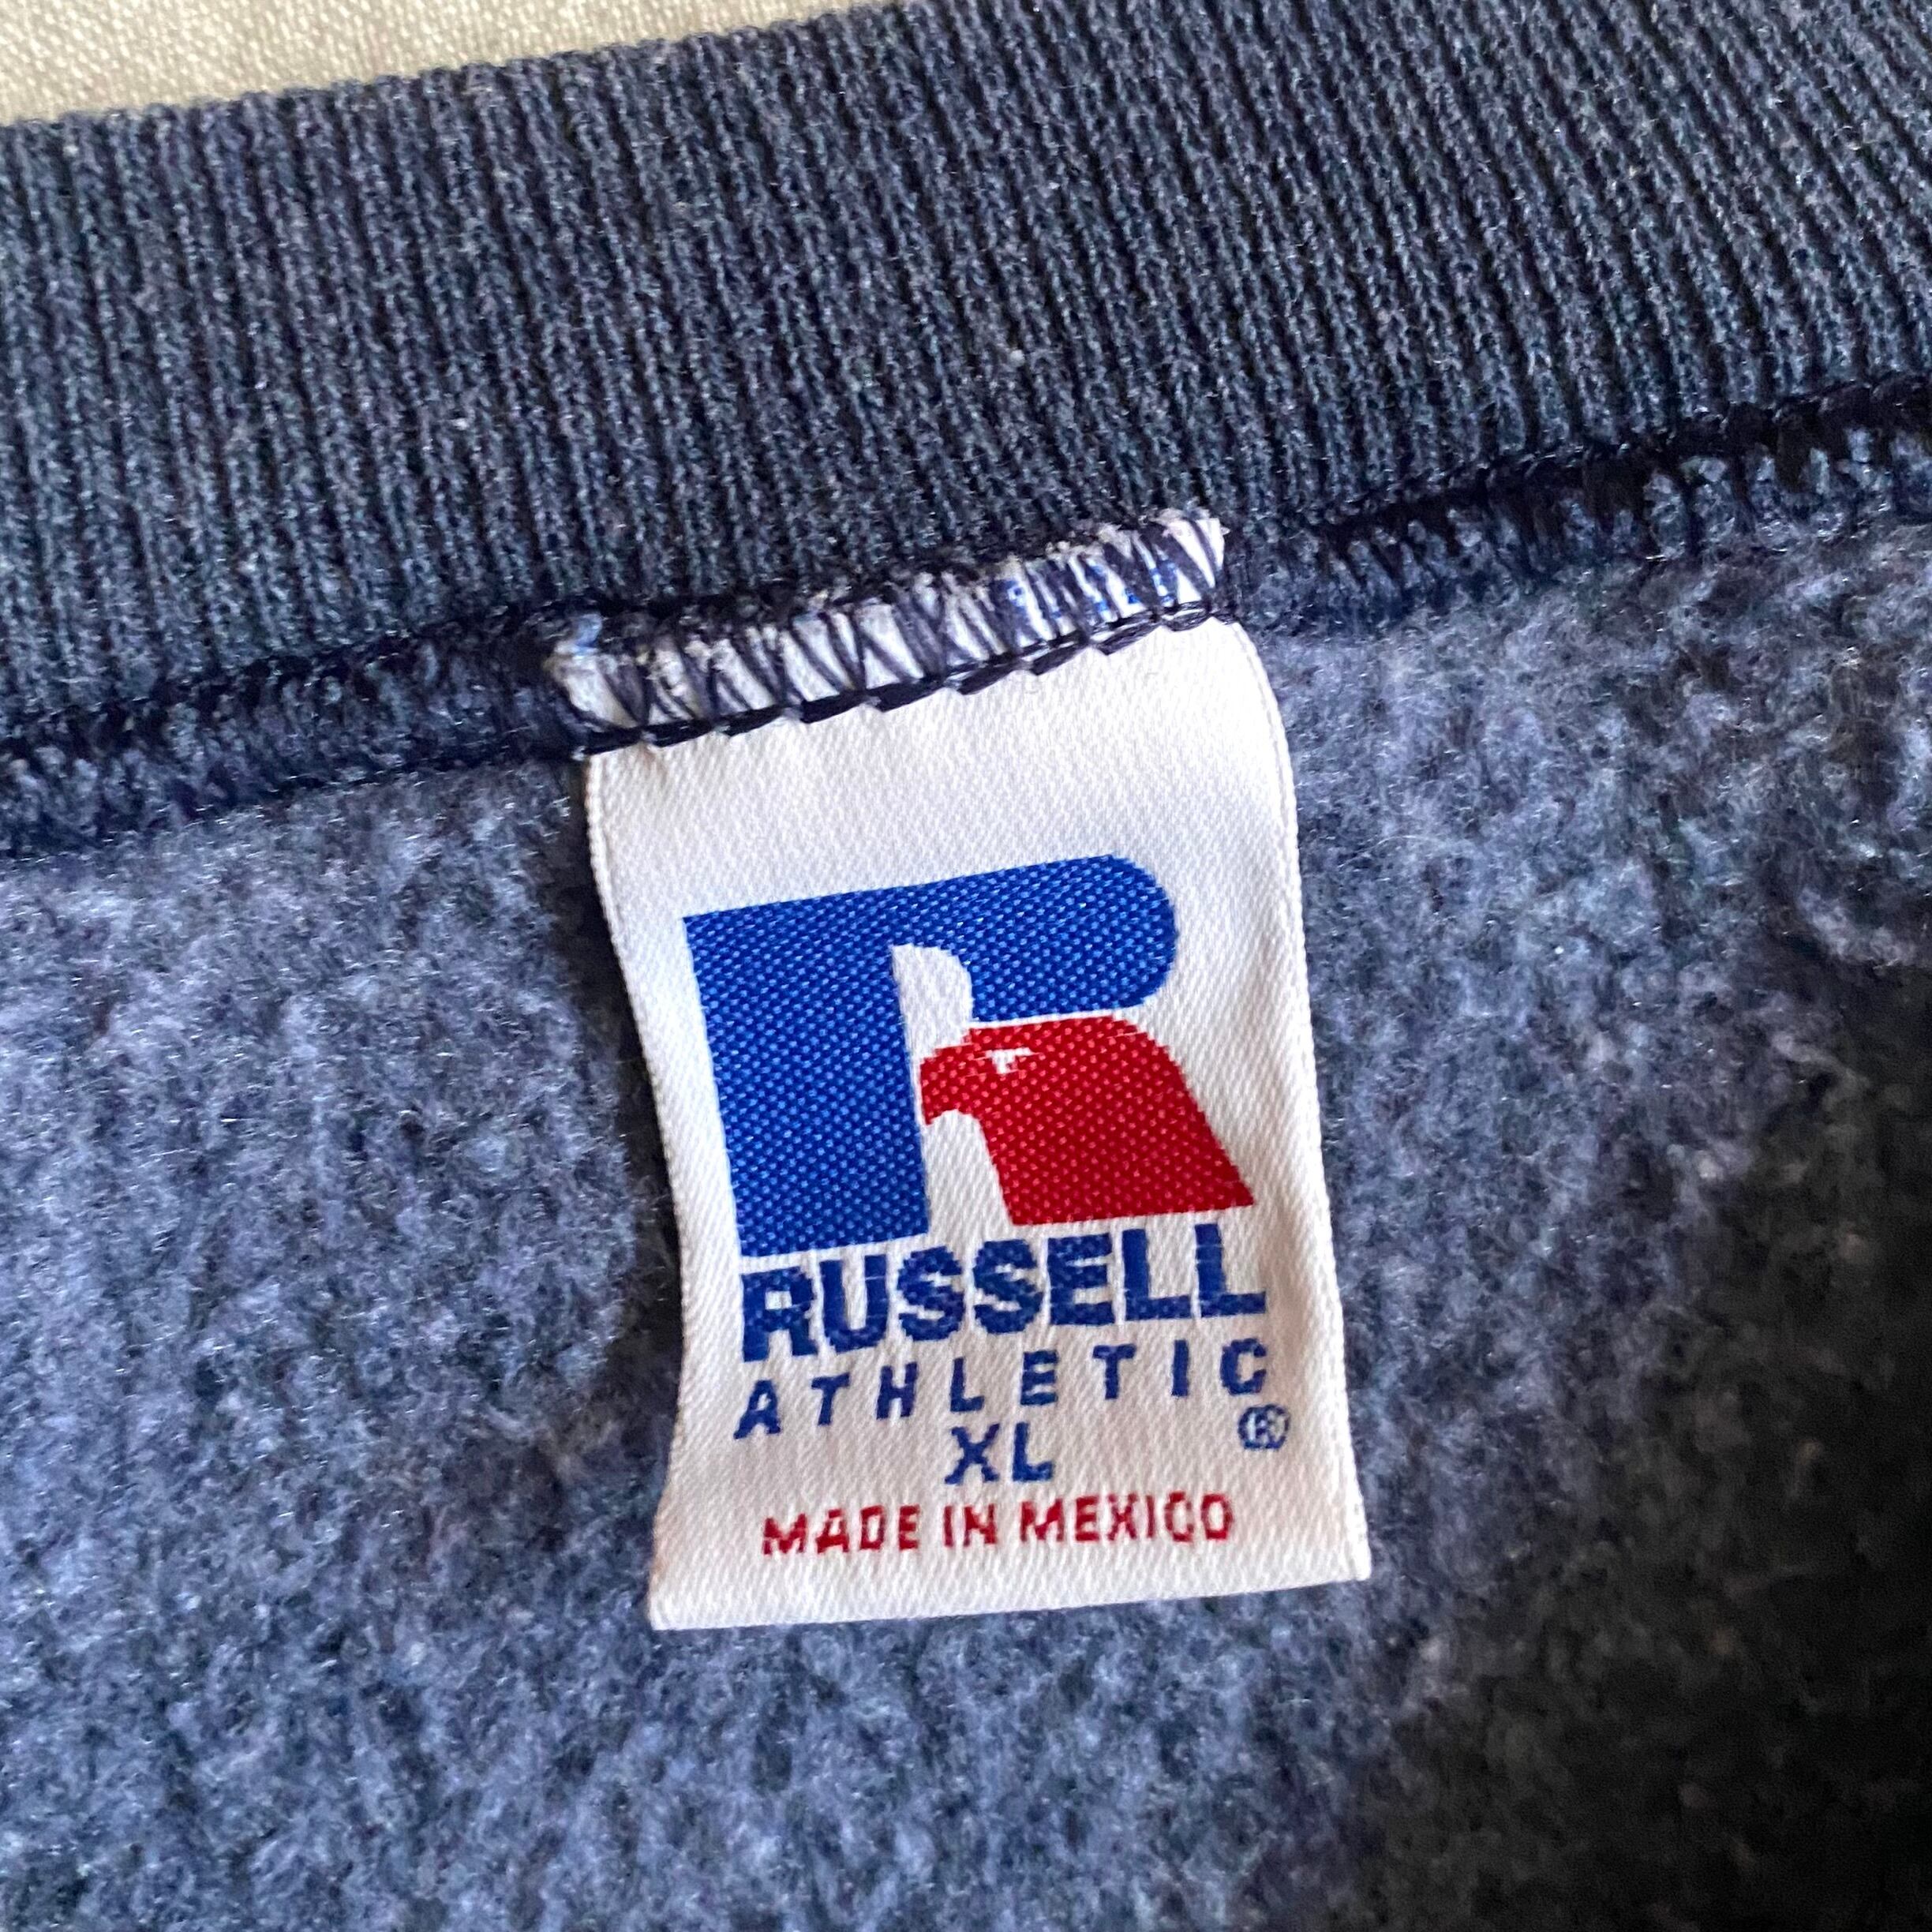 RUSSELL
ATHLETIC
XL ®
MADE IN MEXICO